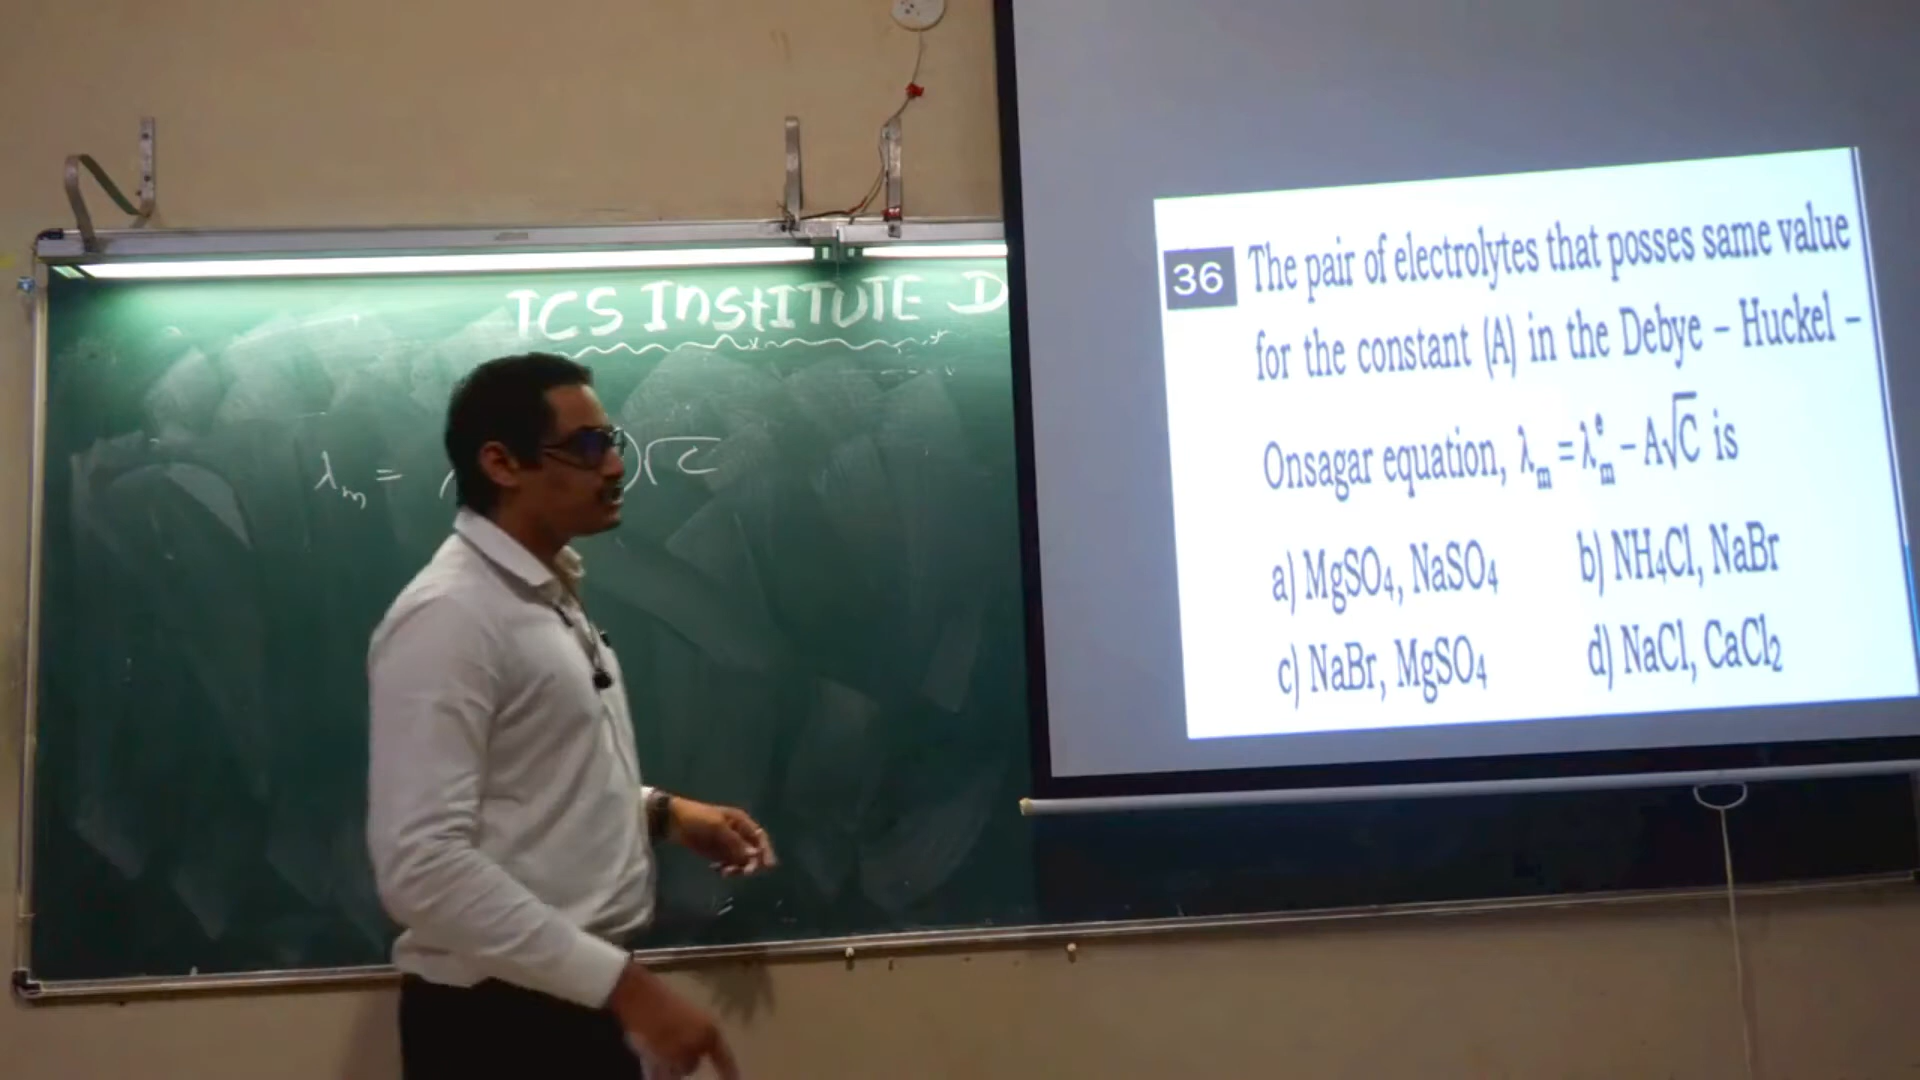 TCS InstITUTE D
λm = √c
36 The pair of electrolytes that posses same value
for the constant (A) in the Debye – Huckel –
Onsagar equation, λm = λ°m – A√C is
a) MgSO4, NaSO4 b) NH4Cl, NaBr
c) NaBr, MgSO4 d) NaCl, CaCl2